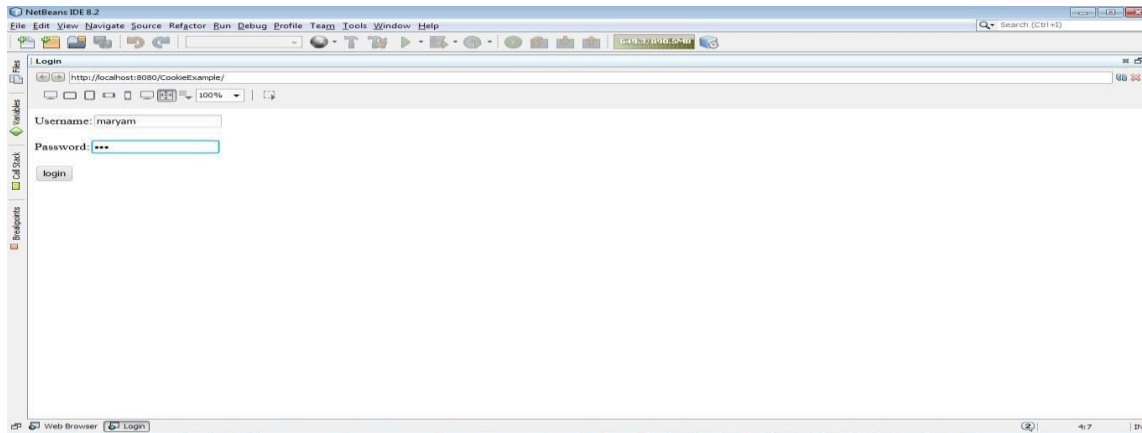 NetBeans IDE 8.2
File Edit View Navigate Source Refactor Run Debug Profile Team Tools Window Help
Search (Ctrl+I)
Files
Variables
Call Stack
Breakpoints
Login
http://localhost:8080/CookieExample/
100%
Username: maryam
Password: •••
login
Web Browser Login
4:7